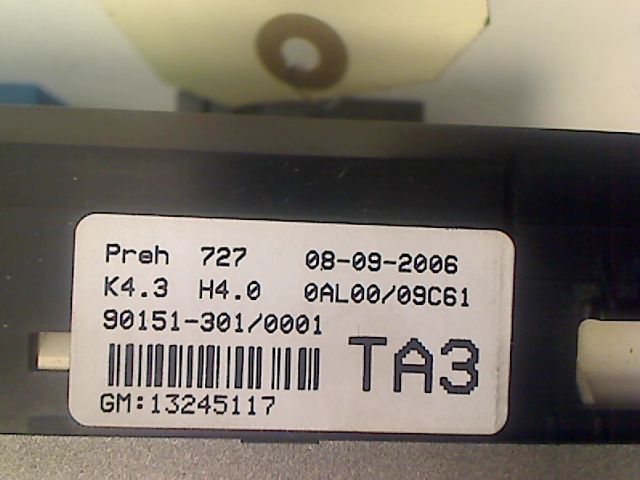 Preh 727 08-09-2006
K4.3 H4.0 0AL00/09C61
90151-301/0001
TA3
GM:13245117